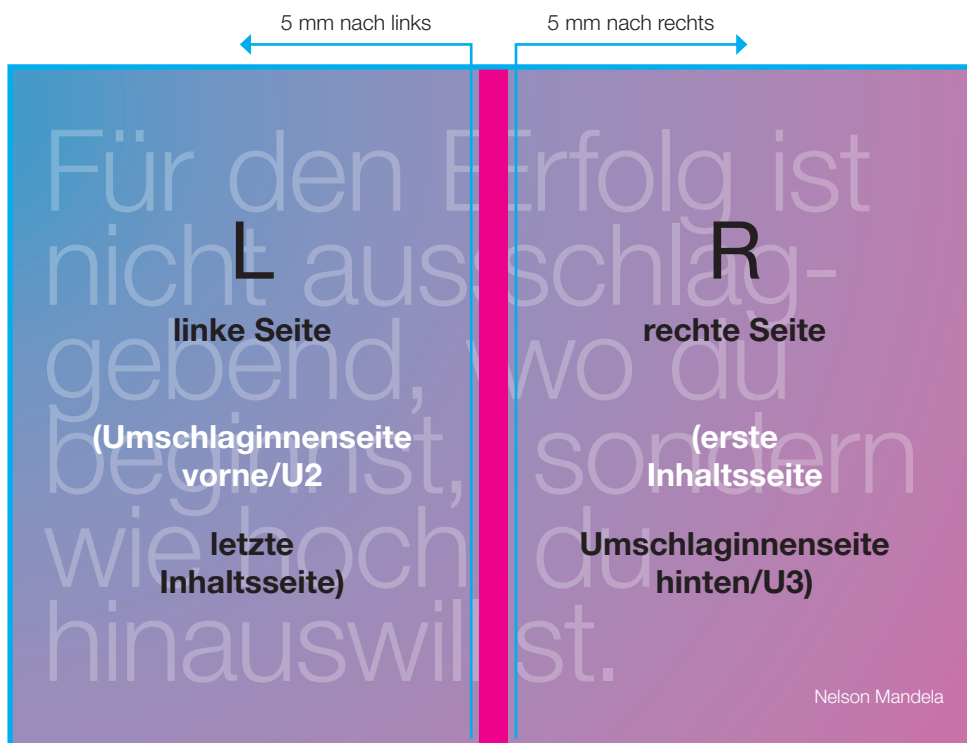 5 mm nach links
5 mm nach rechts
Für den EErfolg ist
nicht ausschlag-
gebend, wo du
beginnst, sondern
wie hoch du
hinauswillst.
L
linke Seite
(Umschlaginnenseite
vorne/U2
letzte
Inhaltsseite)
R
rechte Seite
(erste
Inhaltsseite
Umschlaginnenseite
hinten/U3)
Nelson Mandela